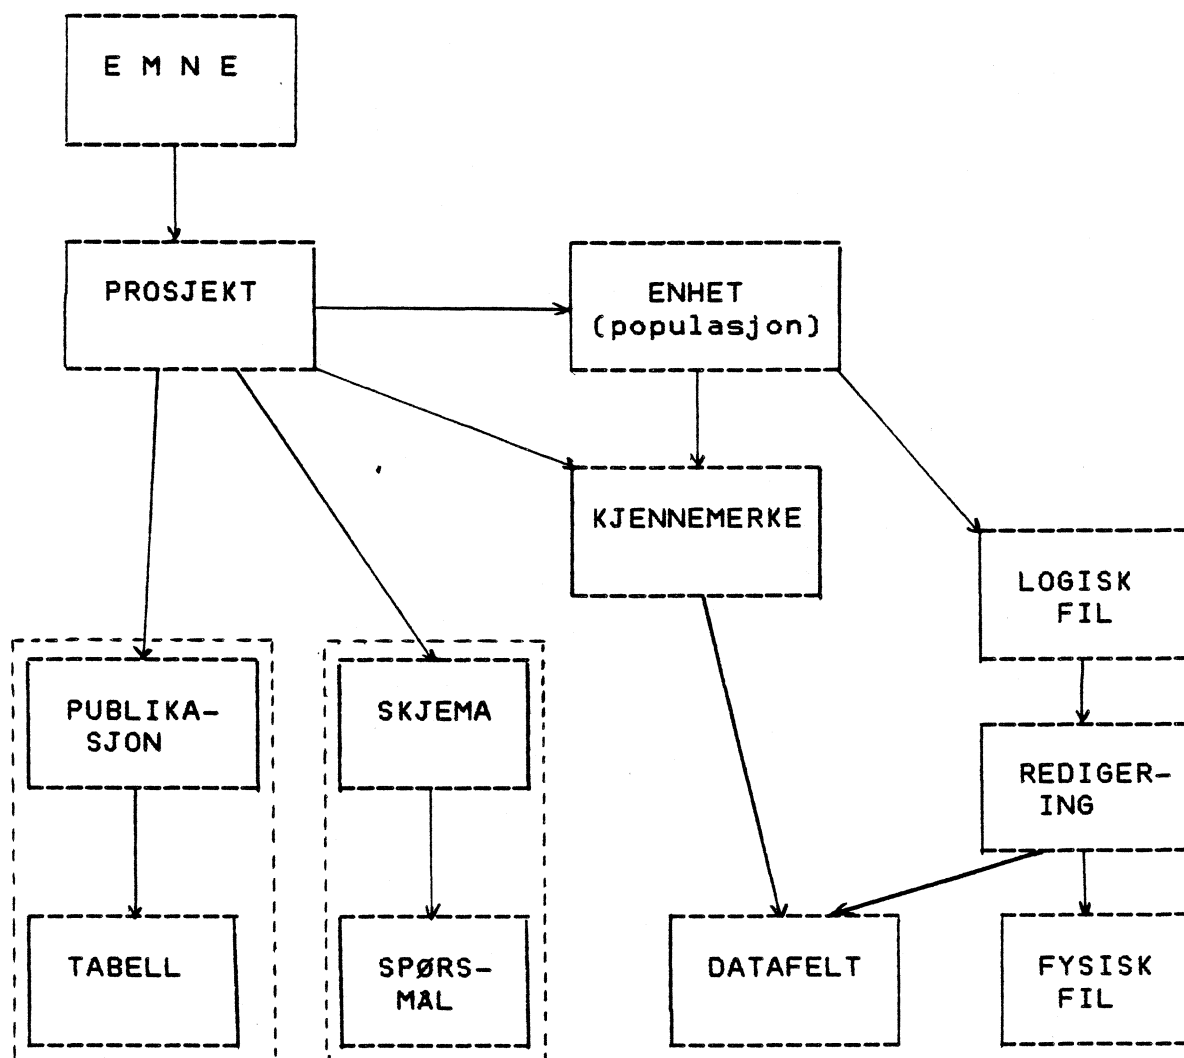 E M N E
PROSJEKT
ENHET
(populasjon)
KJENNEMERKE
LOGISK
FIL
PUBLIKA-
SJON
SKJEMA
REDIGER-
ING
TABELL
SPØRS-
MÅL
DATAFELT
FYSISK
FIL